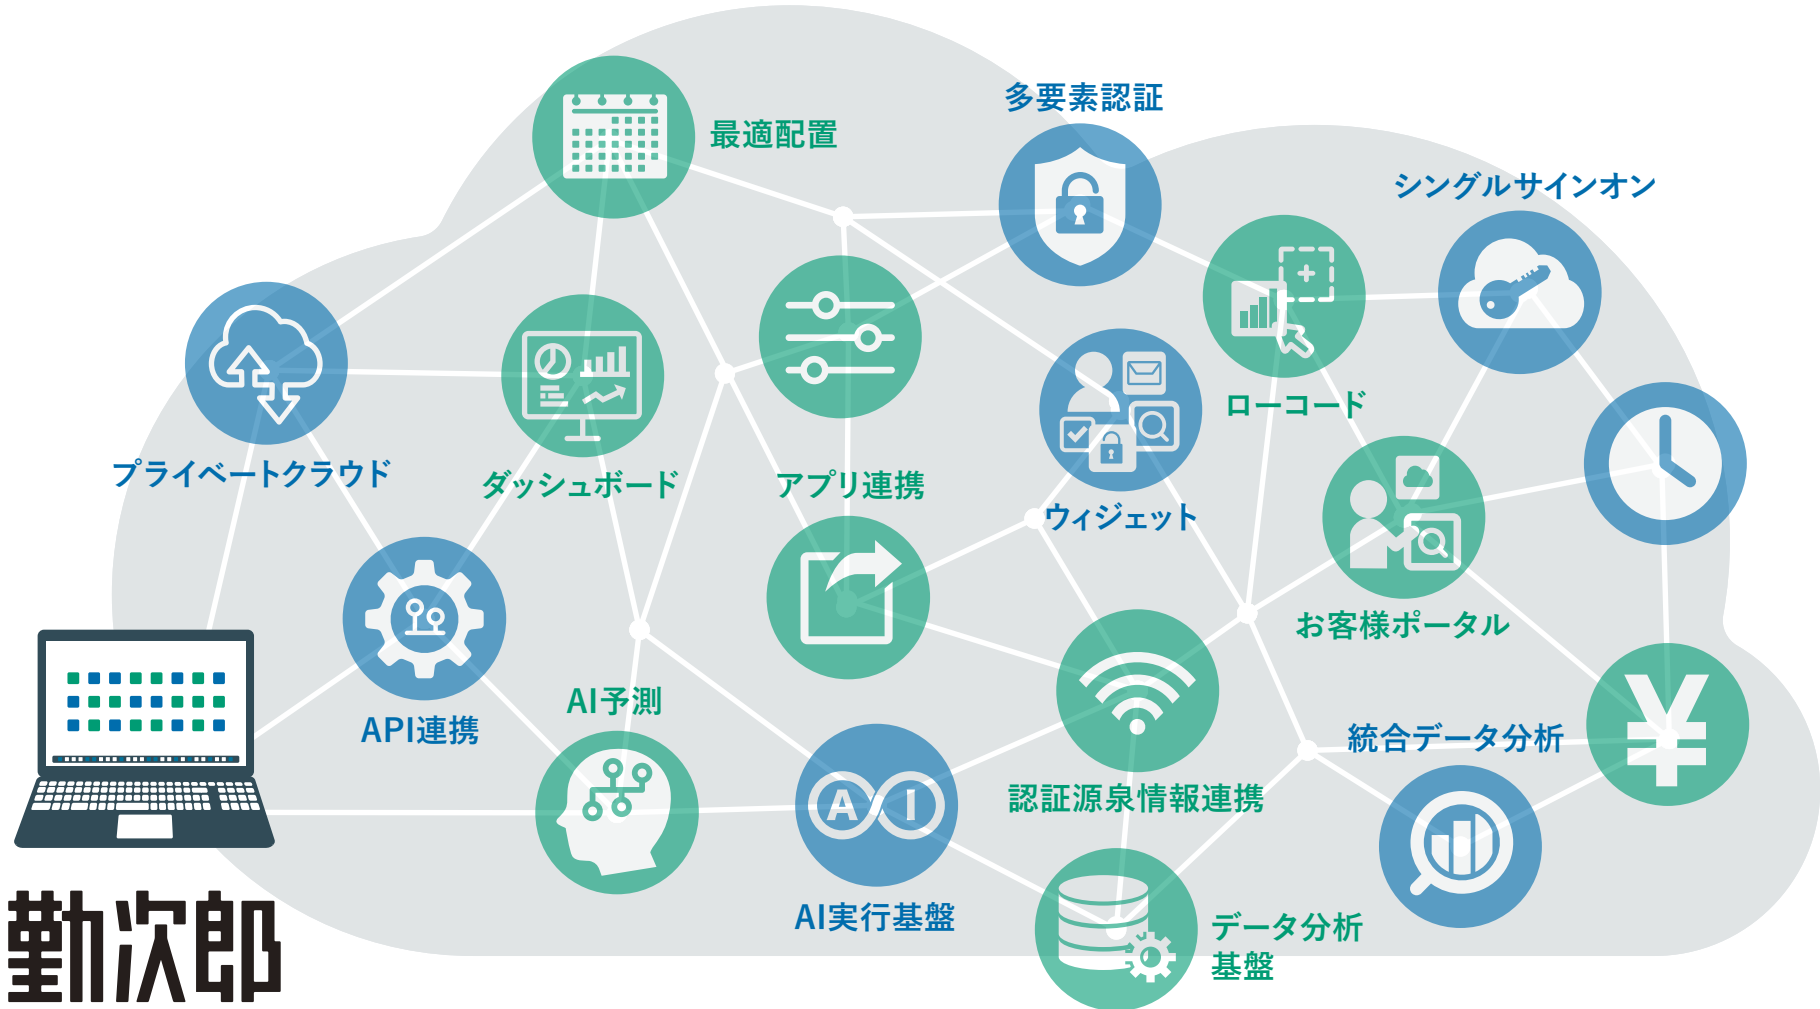 多要素認証
最適配置
シングルサインオン
ローコード
プライベートクラウド
ダッシュボード
アプリ連携
ウィジェット
お客様ポータル
AI予測
API連携
統合データ分析
¥
認証源泉情報連携
AI
AI実行基盤
データ分析
基盤
勤次郎